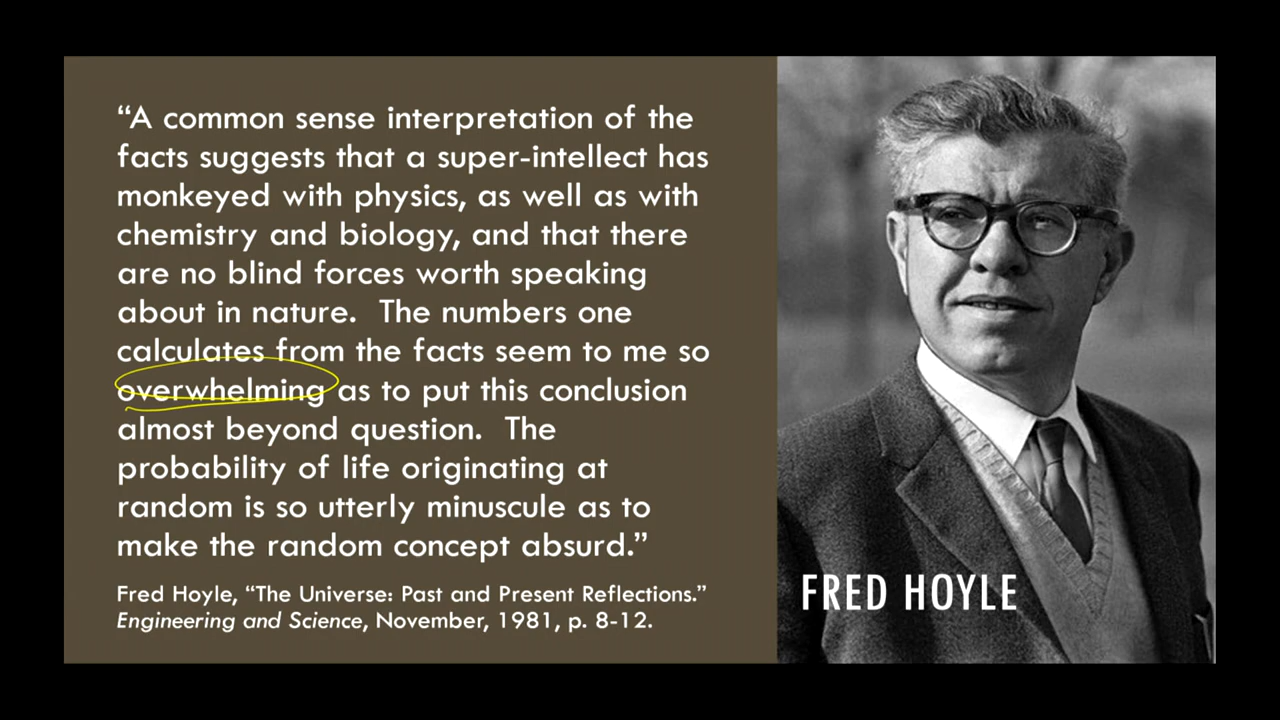 “A common sense interpretation of the
facts suggests that a super-intellect has
monkeyed with physics, as well as with
chemistry and biology, and that there
are no blind forces worth speaking
about in nature.  The numbers one
calculates from the facts seem to me so
overwhelming as to put this conclusion
almost beyond question.  The
probability of life originating at
random is so utterly minuscule as to
make the random concept absurd.”
Fred Hoyle, “The Universe: Past and Present Reflections.”
Engineering and Science, November, 1981, p. 8-12.
FRED HOYLE